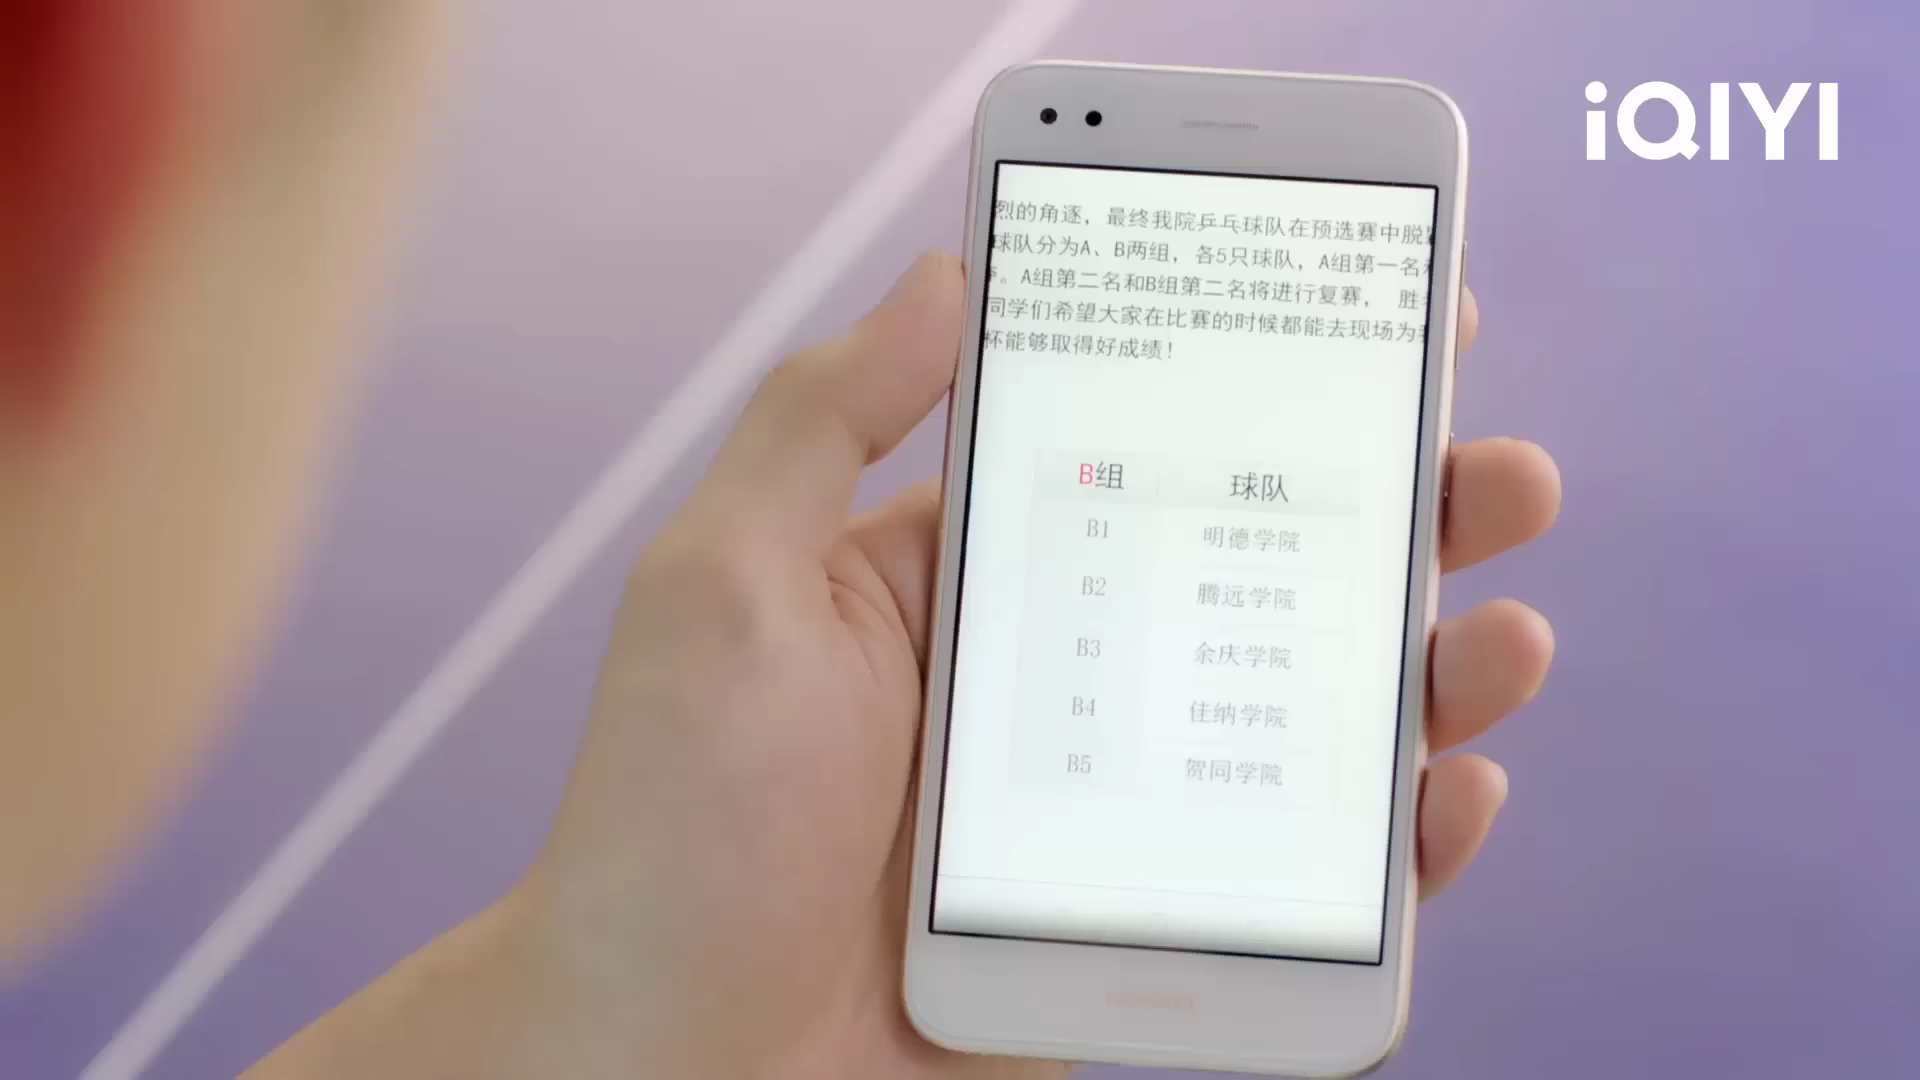 iQIYI
烈的角逐，最终我院乒乓球队在预选赛中脱
球队分为A、B两组，各5只球队，A组第一名
。A组第二名和B组第二名将进行复赛， 胜
同学们希望大家在比赛的时候都能去现场为
杯能够取得好成绩！
B组 球队
B1 明德学院
B2 腾远学院
B3 余庆学院
B4 佳纳学院
B5 贺同学院